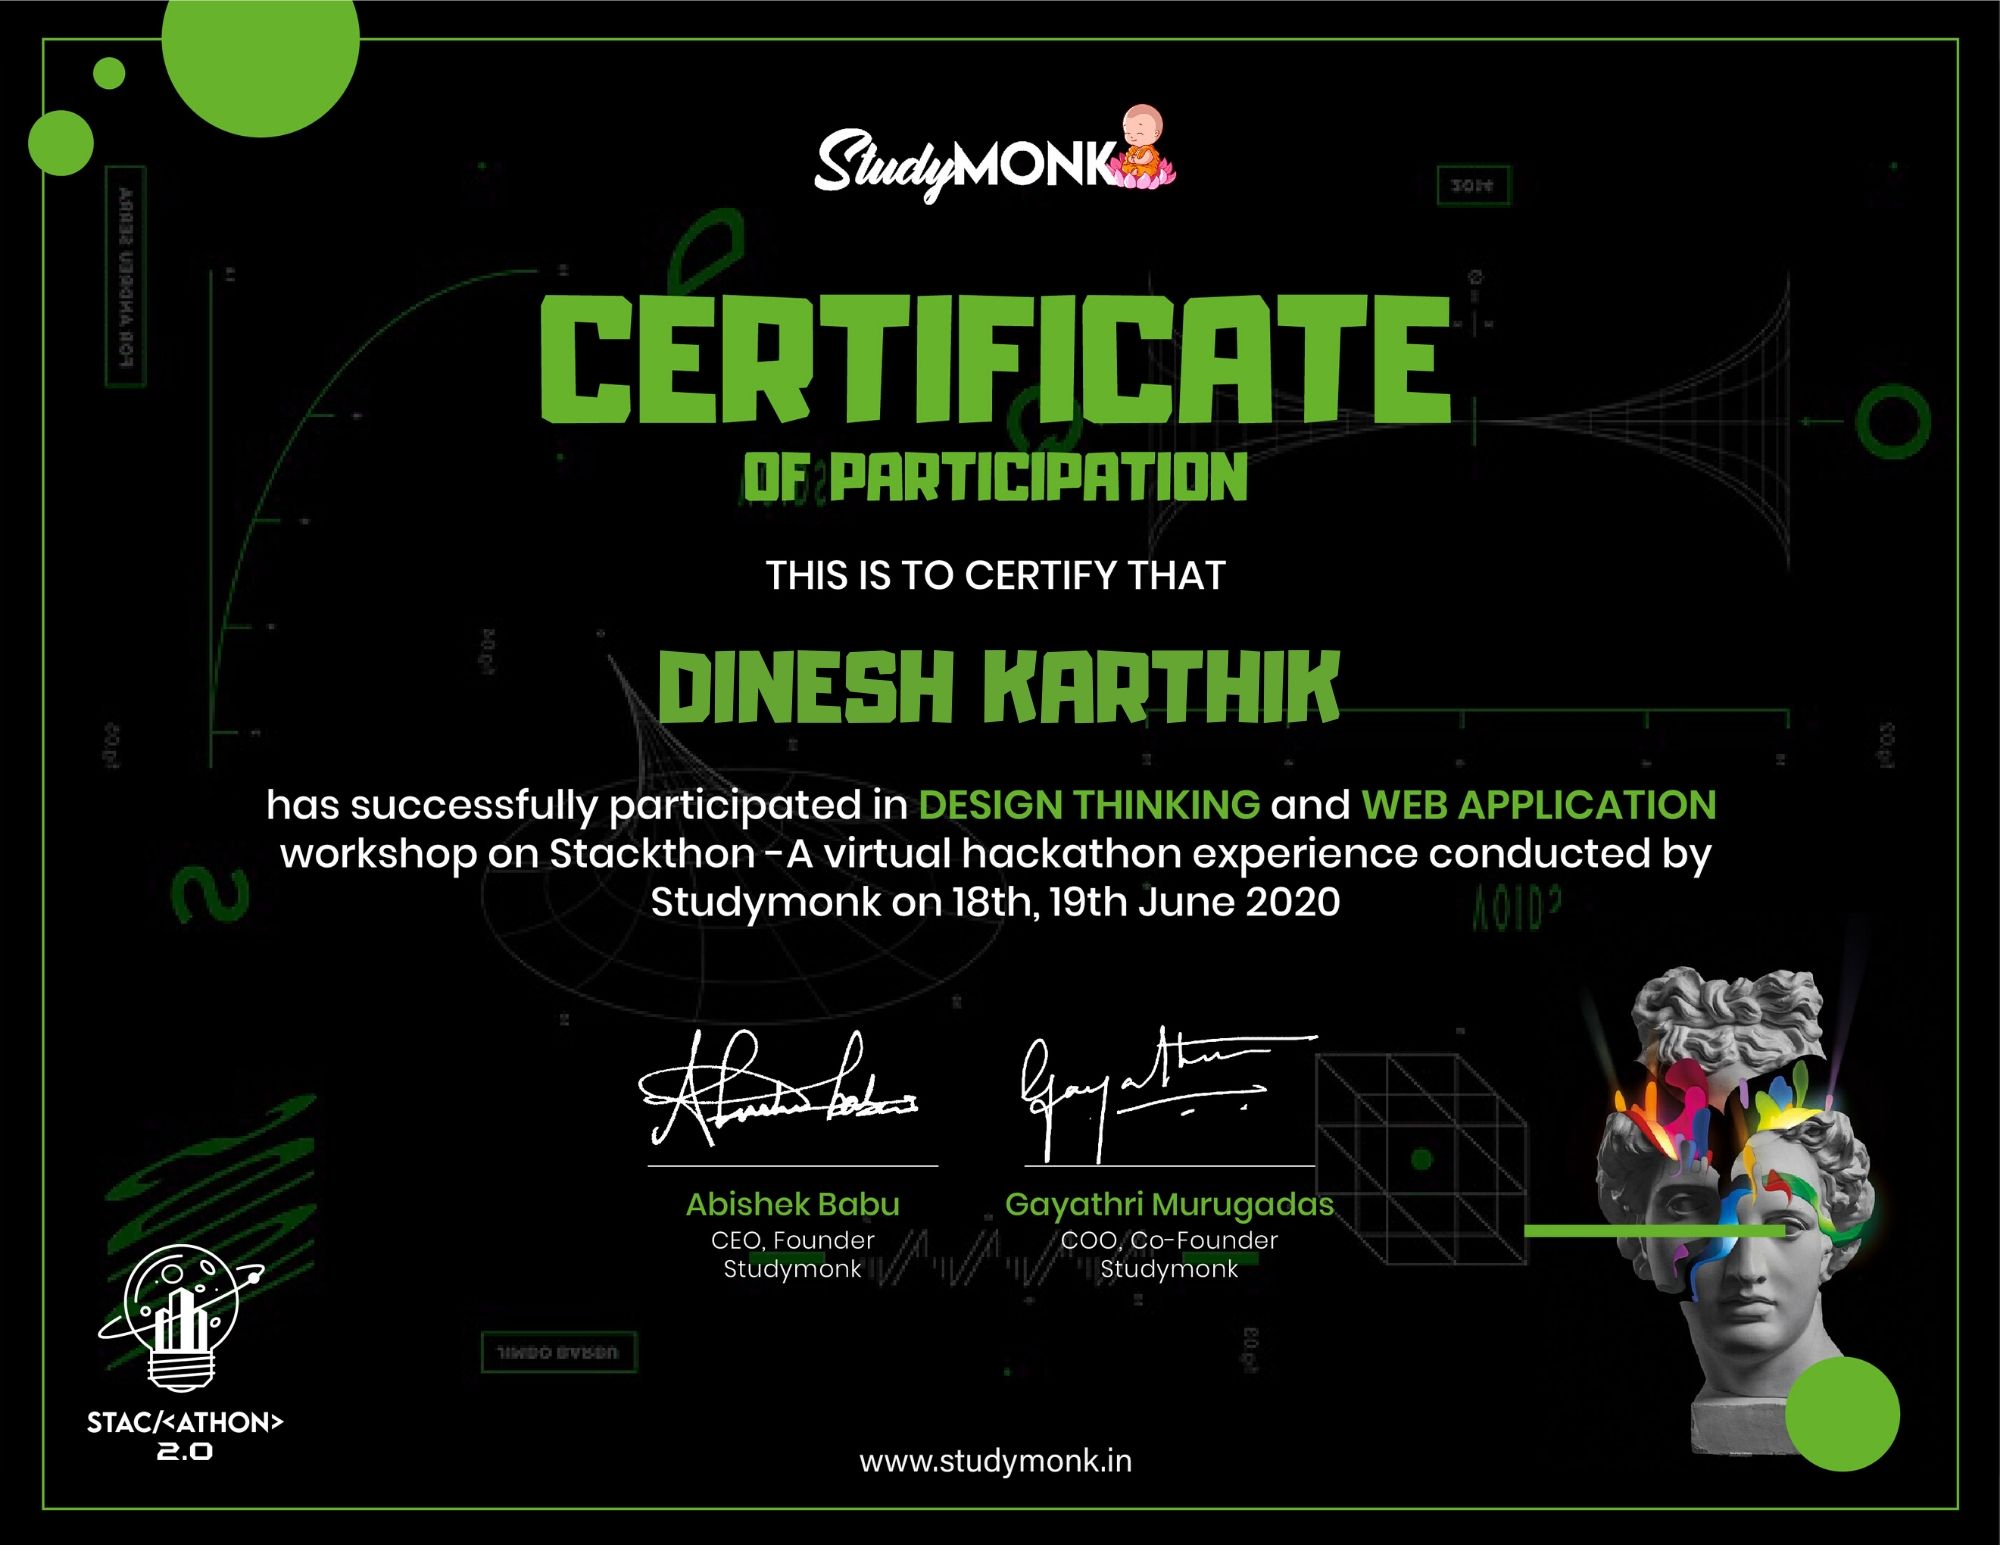 StudyMONK
CERTIFICATE
OF PARTICIPATION
THIS IS TO CERTIFY THAT
DINESH KARTHIK
has successfully participated in DESIGN THINKING and WEB APPLICATION
workshop on Stackthon -A virtual hackathon experience conducted by
Studymonk on 18th, 19th June 2020
Abishek Babu
CEO, Founder
Studymonk
Gayathri Murugadas
COO, Co-Founder
Studymonk
STAC/<ATHON>
2.0
www.studymonk.in